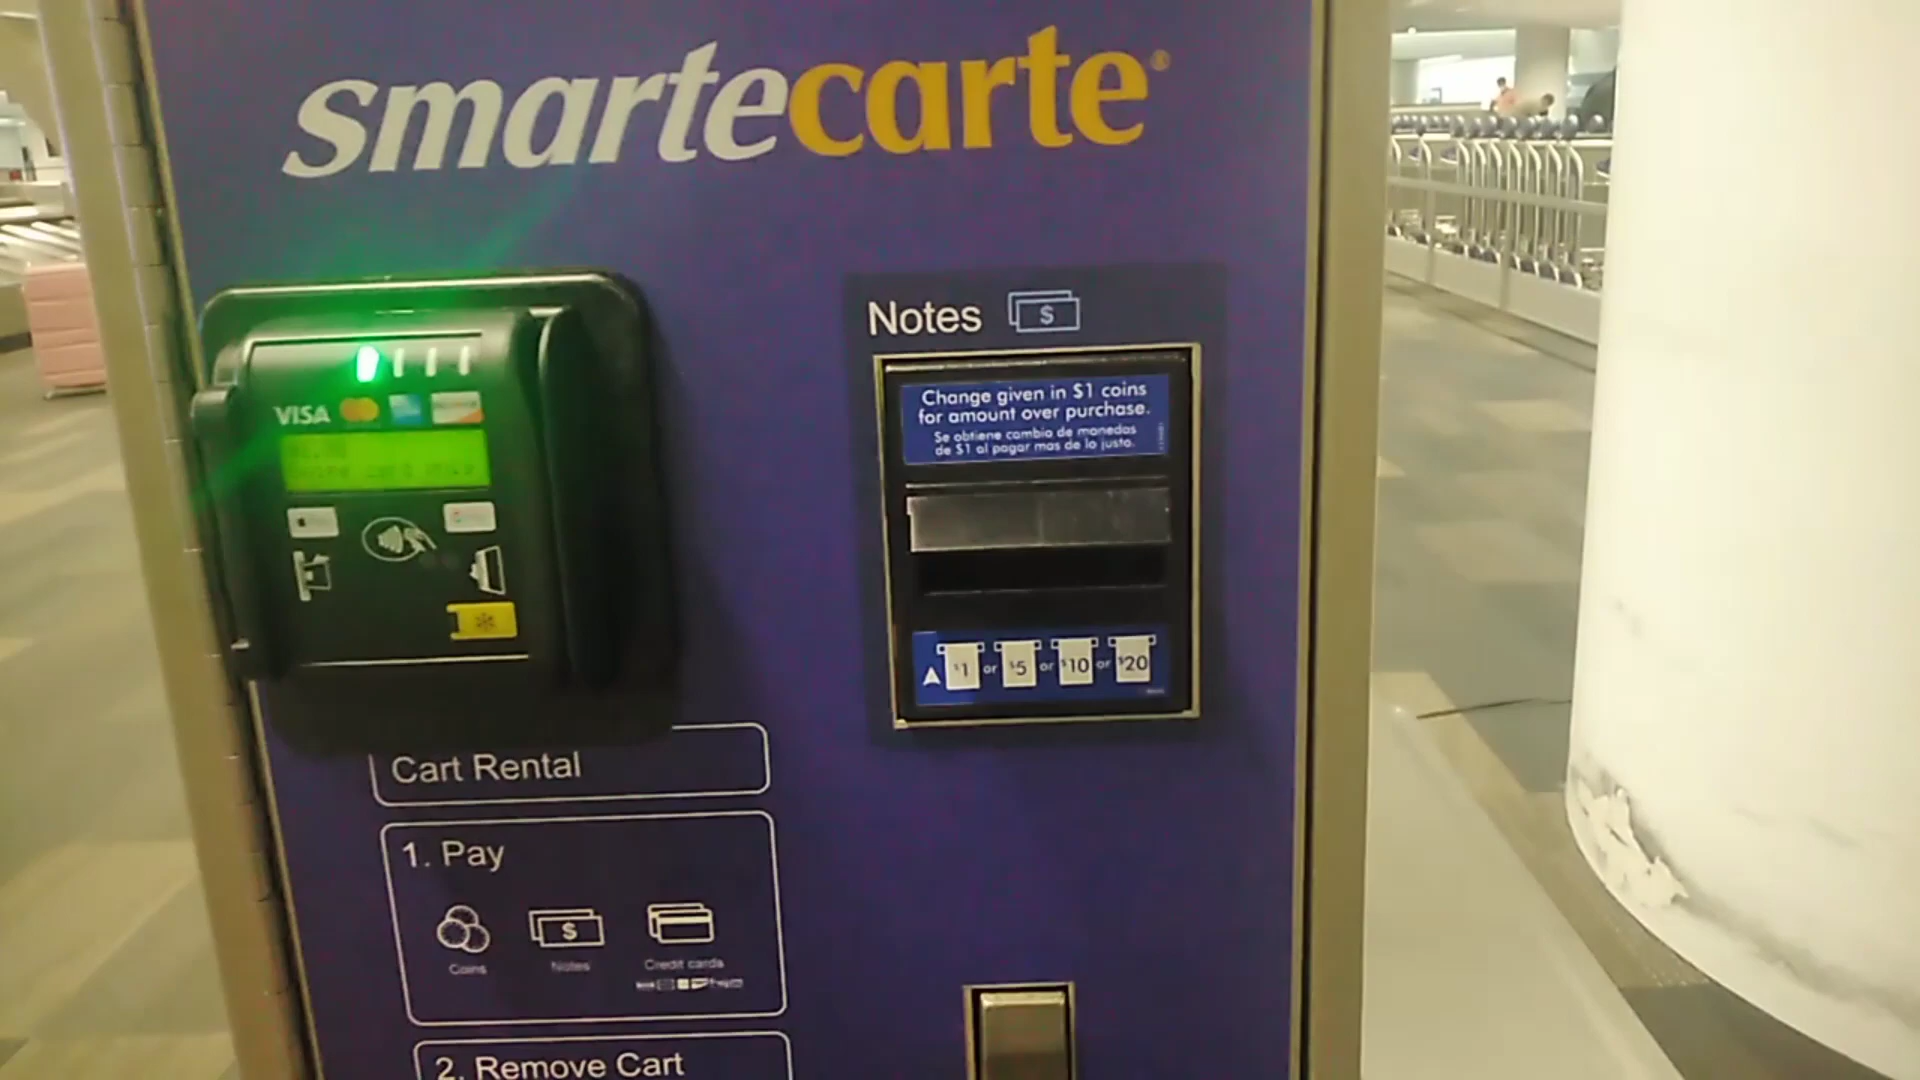 smartecarte®
VISA
Notes $
Change given in $1 coins
for amount over purchase.
Se obtiene cambio de monedas
de $1 al pagar mas de lo justo.
$1 or $5 or $10 or $20
Cart Rental
1. Pay
$
Coins Notes Credit cards
2. Remove Cart